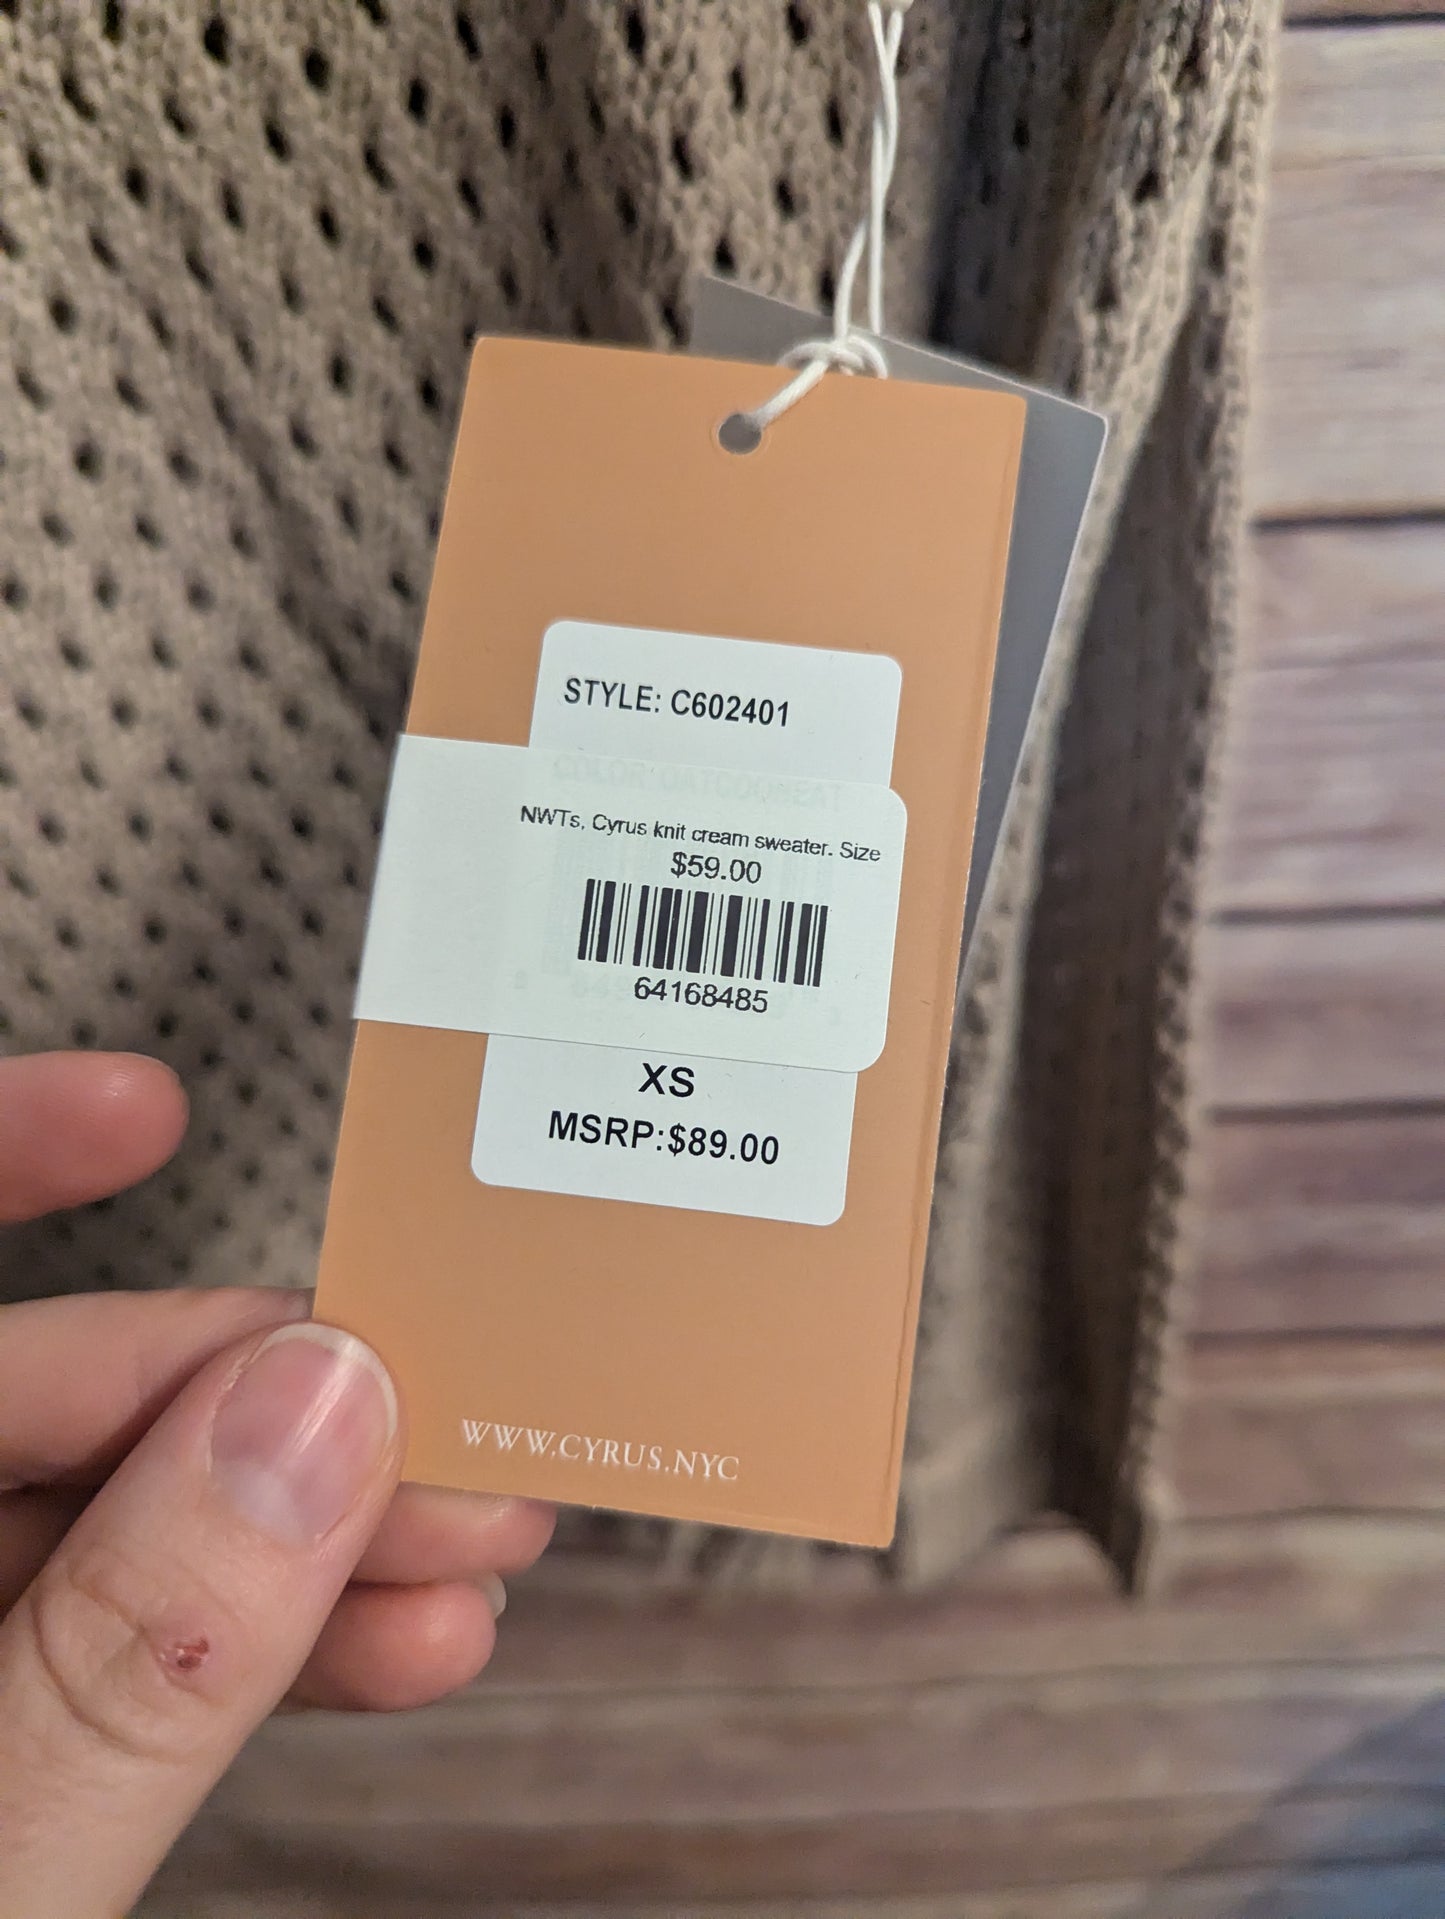 STYLE: C602401
NWTs, Cyrus knit cream sweater. Size
$59.00
64168485
XS
MSRP:$89.00
WWW.CYRUS.NYC